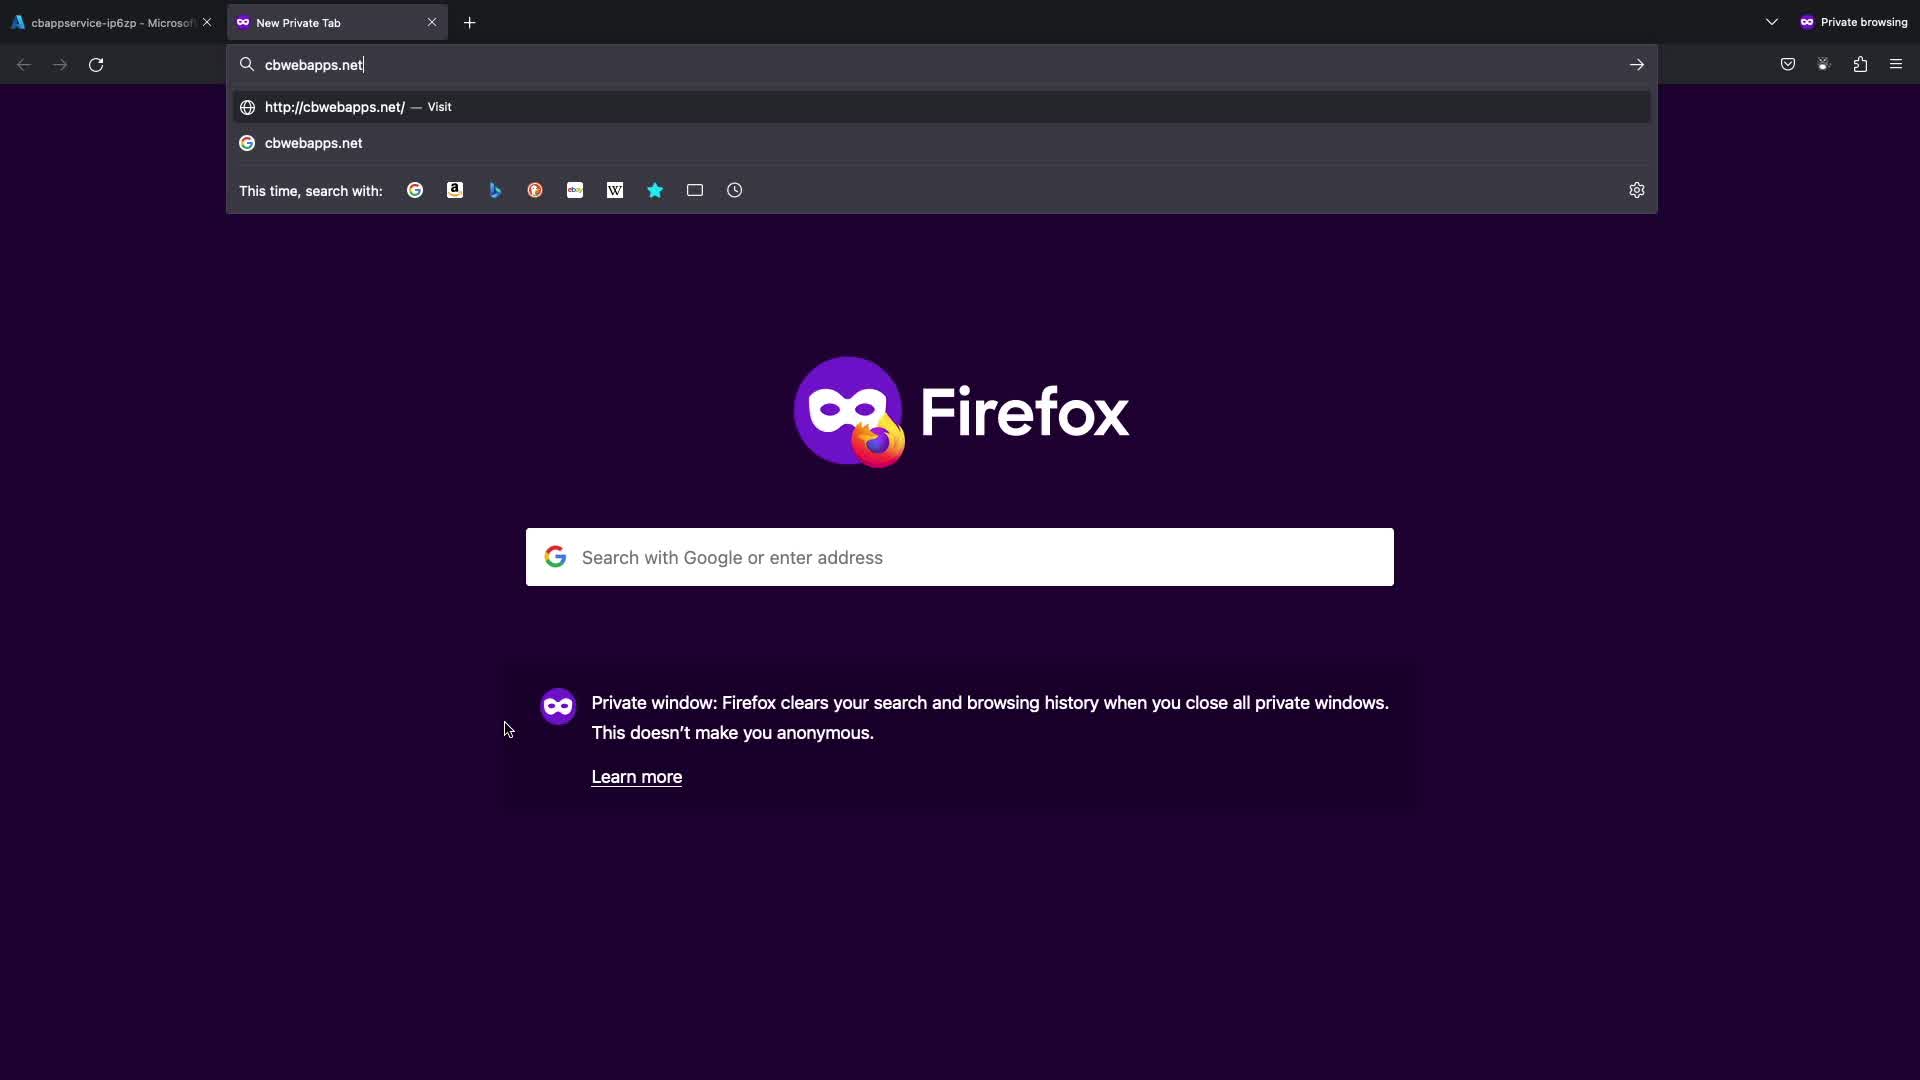 cbappservice-ip6zp - Microsof
New Private Tab
Private browsing
cbwebapps.net
http://cbwebapps.net/ — Visit
cbwebapps.net
This time, search with:
a
ebay
W
Firefox
Search with Google or enter address
Private window: Firefox clears your search and browsing history when you close all private windows.
This doesn't make you anonymous.
Learn more